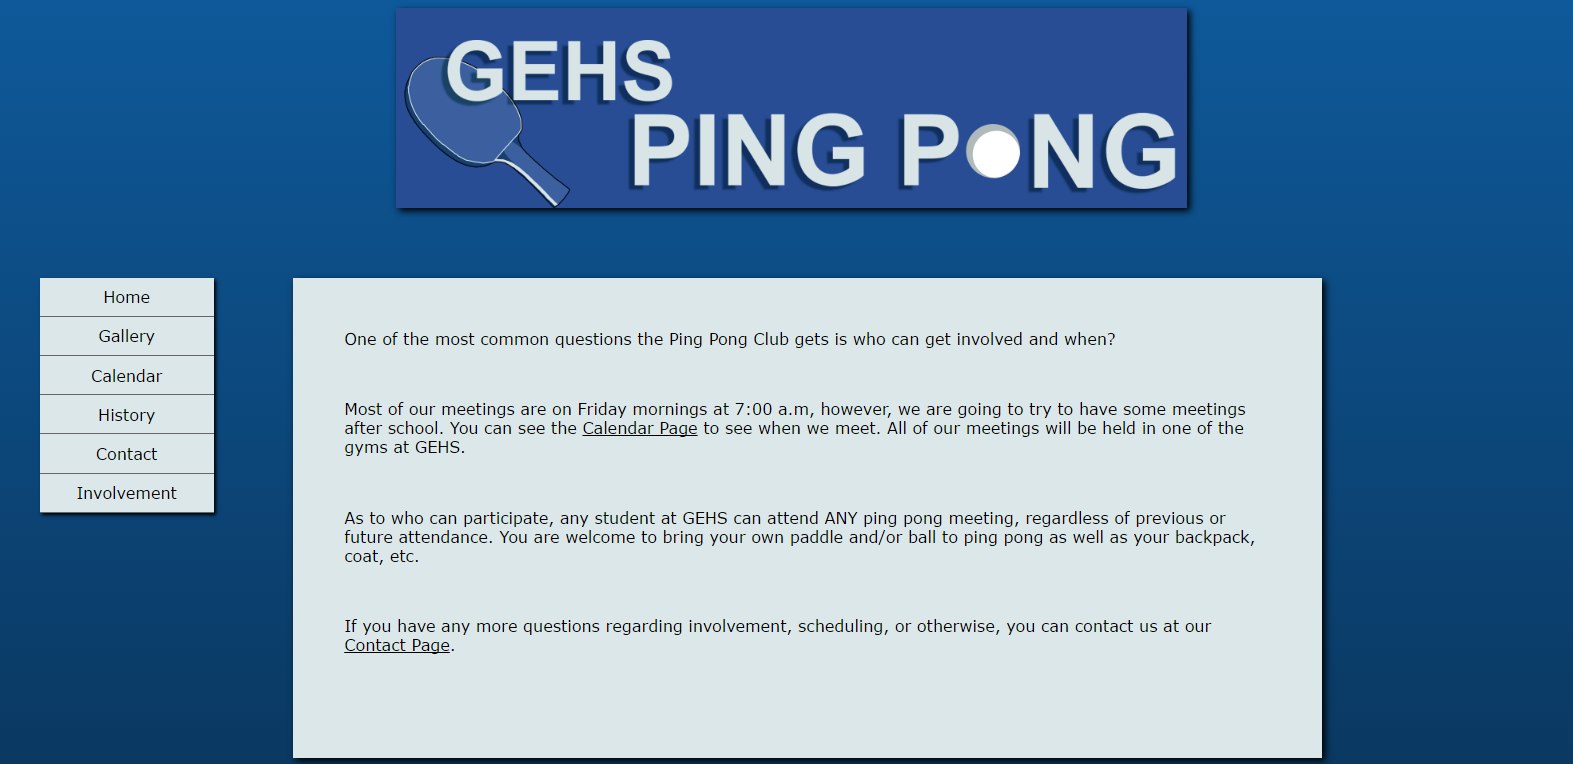 GEHS
PING PONG
Home
Gallery
Calendar
History
Contact
Involvement
One of the most common questions the Ping Pong Club gets is who can get involved and when?
Most of our meetings are on Friday mornings at 7:00 a.m, however, we are going to try to have some meetings
after school. You can see the Calendar Page to see when we meet. All of our meetings will be held in one of the
gyms at GEHS.
As to who can participate, any student at GEHS can attend ANY ping pong meeting, regardless of previous or
future attendance. You are welcome to bring your own paddle and/or ball to ping pong as well as your backpack,
coat, etc.
If you have any more questions regarding involvement, scheduling, or otherwise, you can contact us at our
Contact Page.